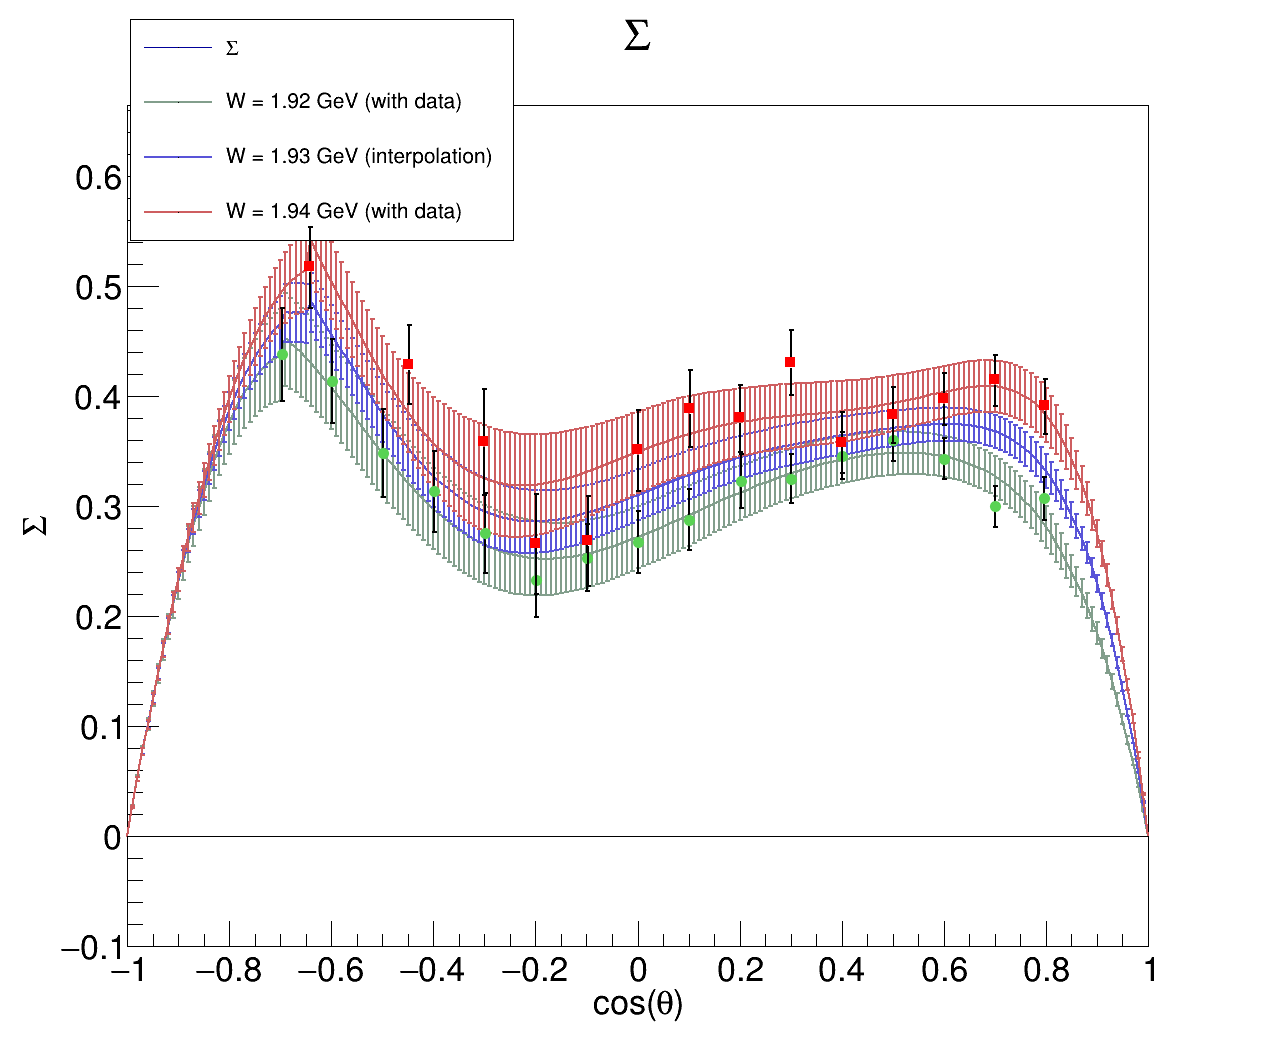 Σ
Σ
W = 1.92 GeV (with data)
W = 1.93 GeV (interpolation)
W = 1.94 GeV (with data)
0.6
0.5
0.4
0.3
0.2
0.1
0
−0.1
Σ
−1 −0.8 −0.6 −0.4 −0.2 0 0.2 0.4 0.6 0.8 1
cos(θ)